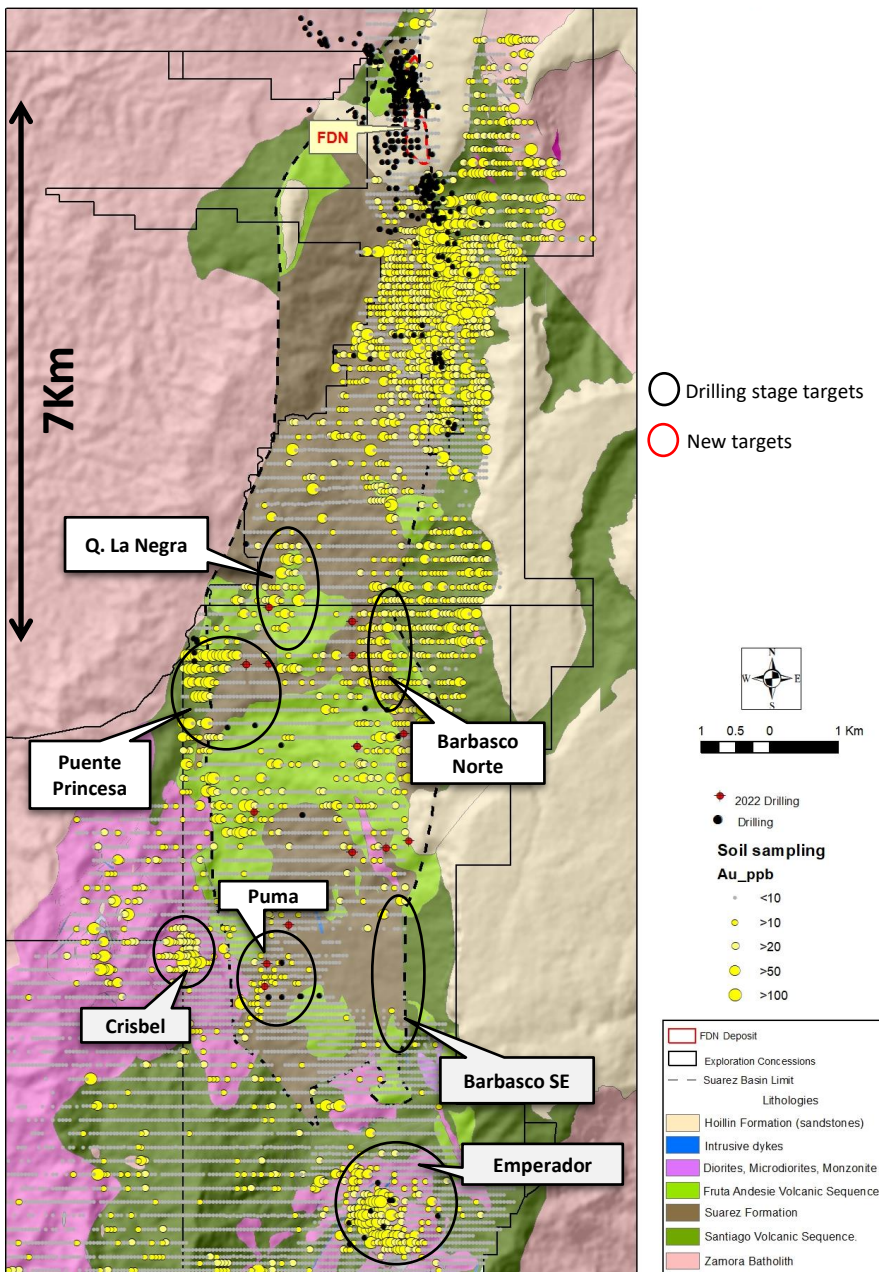 FDN
7Km
Drilling stage targets
New targets
Q. La Negra
Puente
Princesa
Barbasco
Norte
Puma
Crisbel
Barbasco SE
Emperador
N
W
E
S
1 0.5 0 1 Km
2022 Drilling
Drilling
Soil sampling
Au_ppb
<10
>10
>20
>50
>100
FDN Deposit
Exploration Concessions
Suarez Basin Limit
Lithologies
Hoillin Formation (sandstones)
Intrusive dykes
Diorites, Microdiorites, Monzonite
Fruta Andesie Volcanic Sequence
Suarez Formation
Santiago Volcanic Sequence.
Zamora Batholith